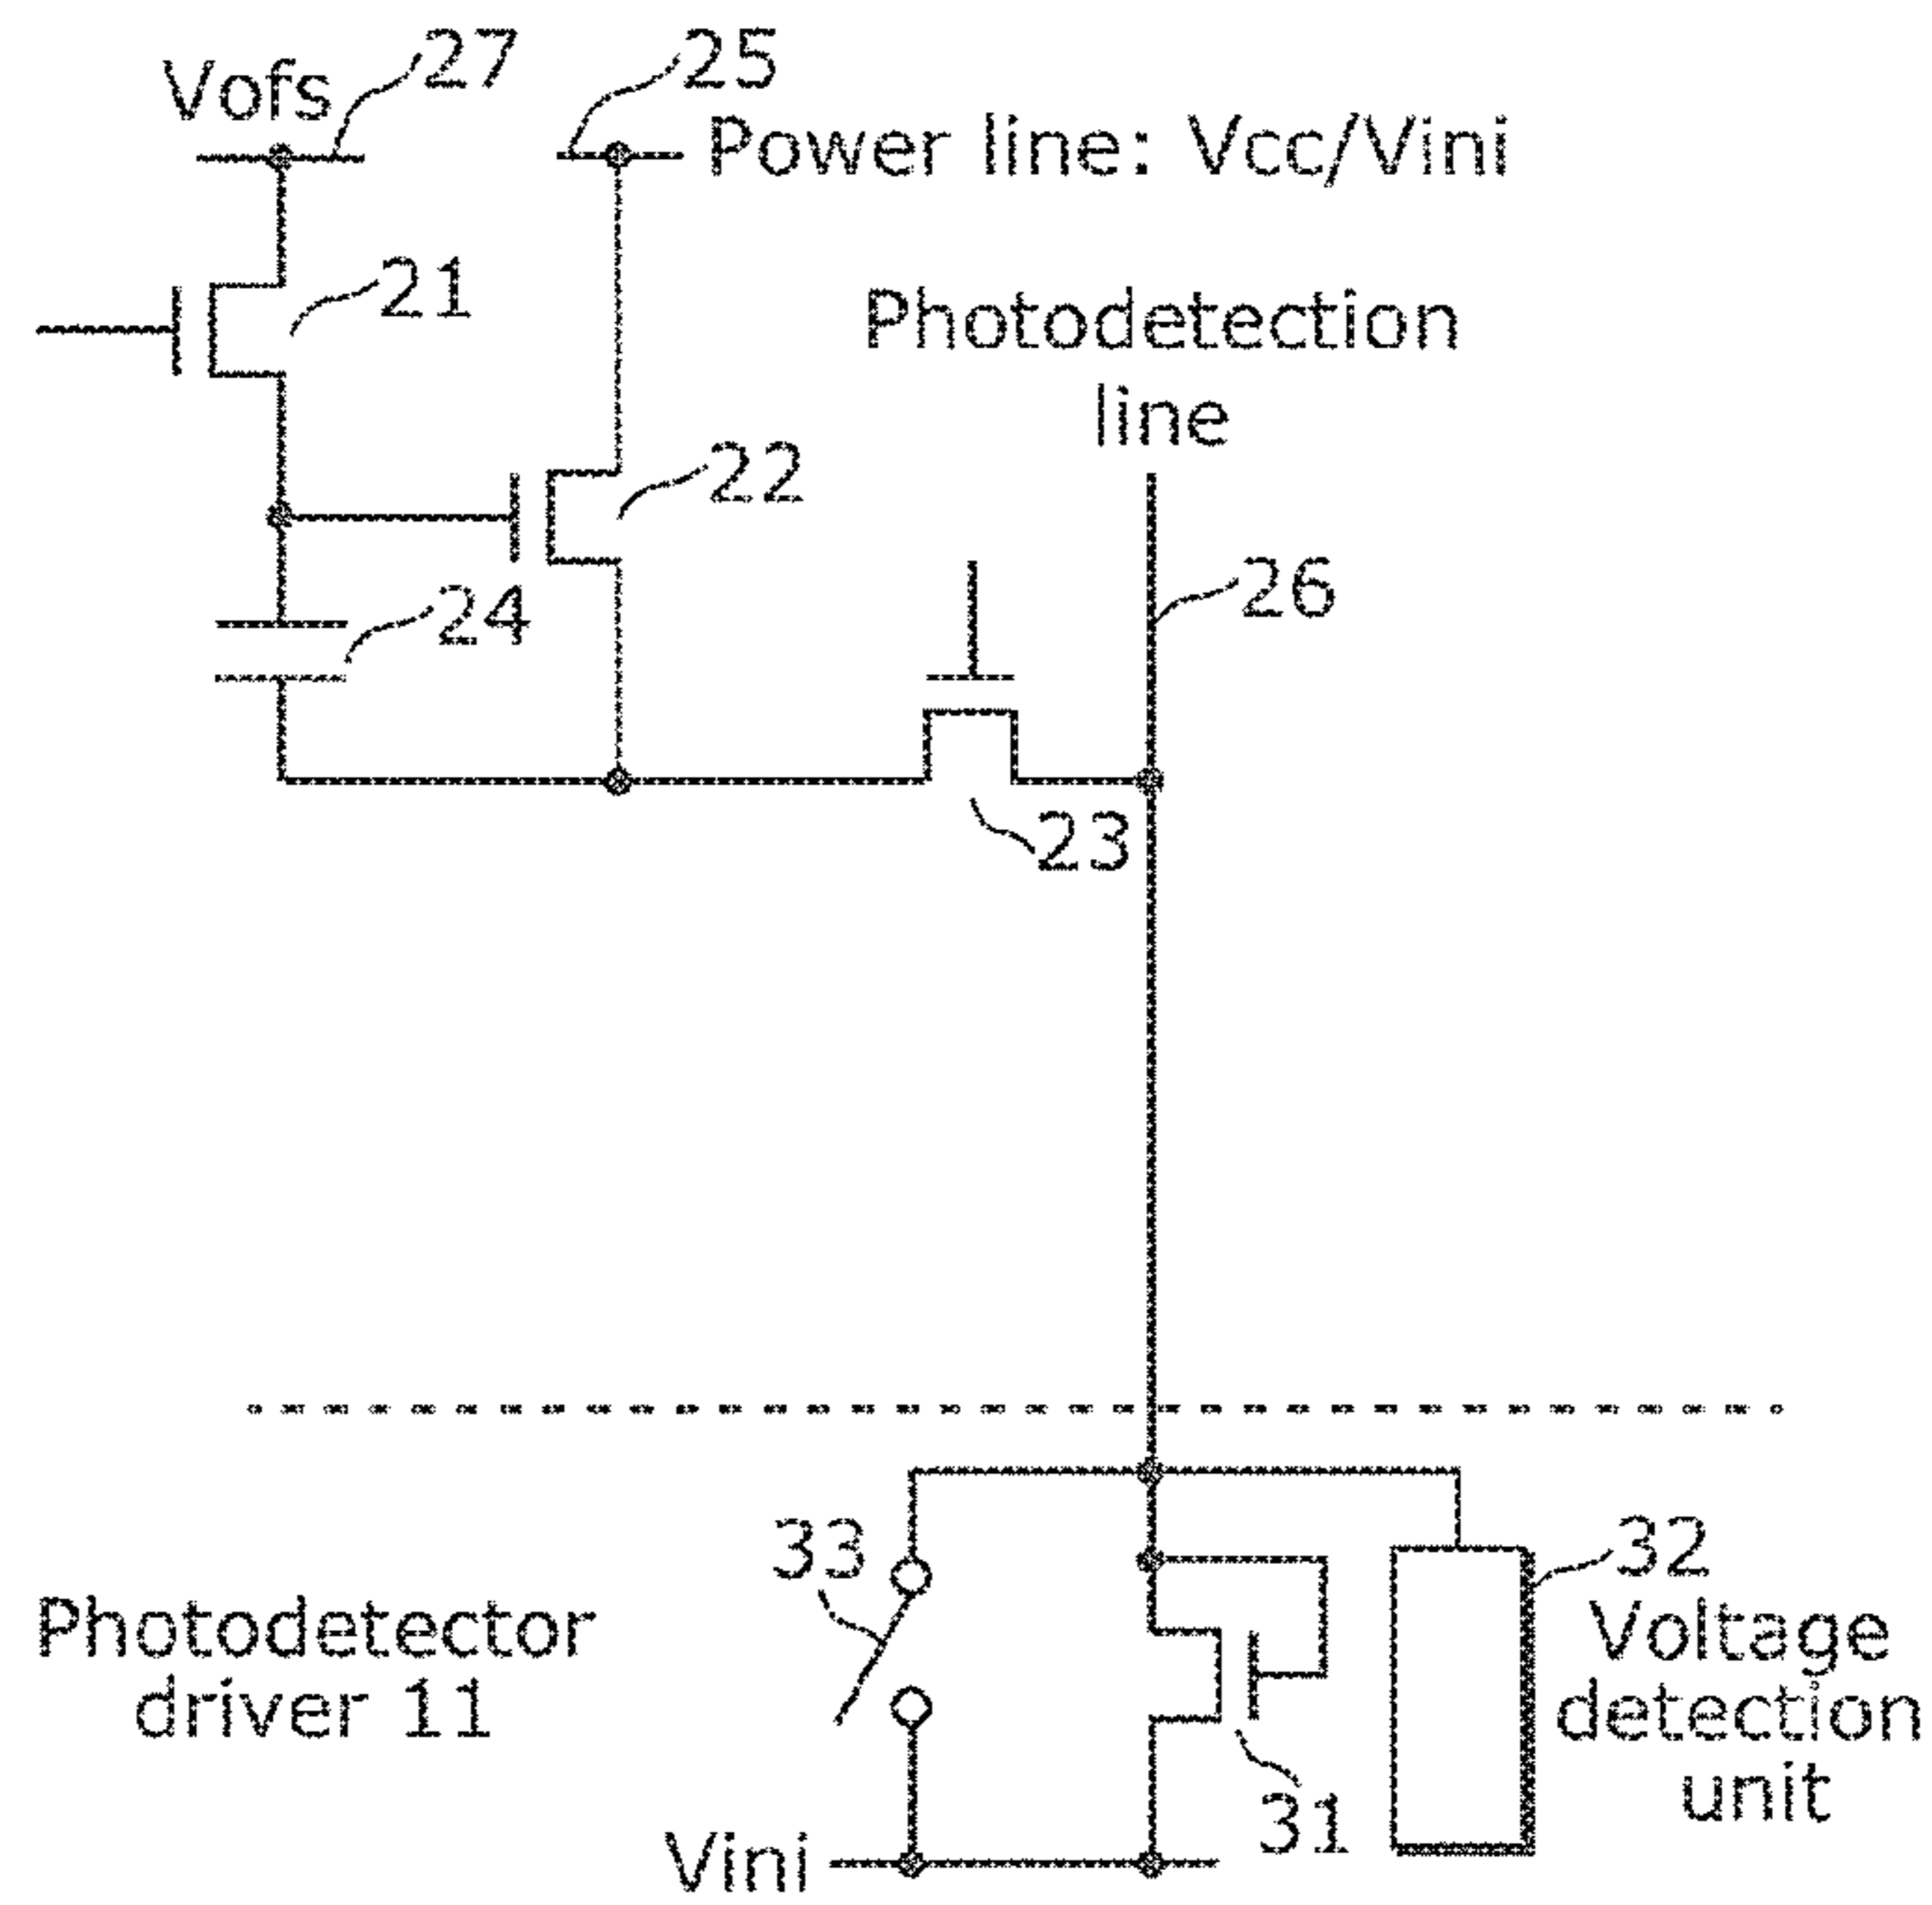 Vofs
27
25
Power line: Vcc/Vini
21
Photodetection
line
22
26
24
23
33
32
Voltage
detection
unit
Photodetector
driver 11
31
Vini